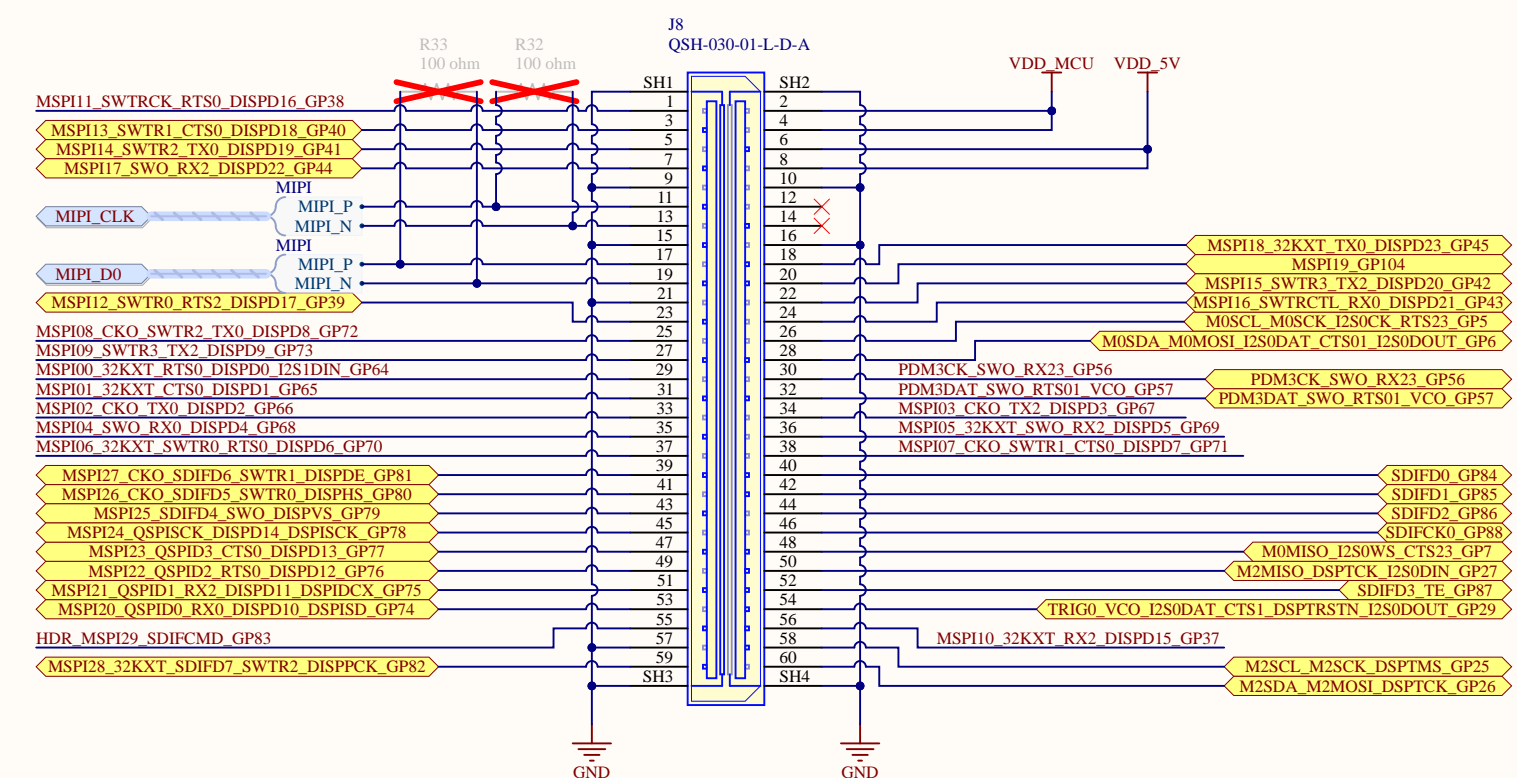 J8
QSH-030-01-L-D-A
R33
100 ohm
R32
100 ohm
VDD_MCU
VDD_5V
SH1
SH2
MSPI11_SWTRCK_RTS0_DISPD16_GP38
1
2
MSPI13_SWTR1_CTS0_DISPD18_GP40
3
4
MSPI14_SWTR2_TX0_DISPD19_GP41
5
6
MSPI17_SWO_RX2_DISPD22_GP44
7
8
MIPI
9
10
MIPI_CLK
MIPI_P
11
12
MIPI_N
13
14
MIPI
15
16
MSPI18_32KXT_TX0_DISPD23_GP45
MIPI_D0
MIPI_P
17
18
MSPI19_GP104
MIPI_N
19
20
MSPI15_SWTR3_TX2_DISPD20_GP42
MSPI12_SWTR0_RTS2_DISPD17_GP39
21
22
MSPI16_SWTRCTL_RX0_DISPD21_GP43
23
24
M0SCL_M0SCK_I2S0CK_RTS23_GP5
MSPI08_CKO_SWTR2_TX0_DISPD8_GP72
25
26
M0SDA_M0MOSI_I2S0DAT_CTS01_I2S0DOUT_GP6
MSPI09_SWTR3_TX2_DISPD9_GP73
27
28
MSPI00_32KXT_RTS0_DISPD0_I2S1DIN_GP64
29
30
PDM3CK_SWO_RX23_GP56
PDM3CK_SWO_RX23_GP56
MSPI01_32KXT_CTS0_DISPD1_GP65
31
32
PDM3DAT_SWO_RTS01_VCO_GP57
PDM3DAT_SWO_RTS01_VCO_GP57
MSPI02_CKO_TX0_DISPD2_GP66
33
34
MSPI03_CKO_TX2_DISPD3_GP67
MSPI04_SWO_RX0_DISPD4_GP68
35
36
MSPI05_32KXT_SWO_RX2_DISPD5_GP69
MSPI06_32KXT_SWTR0_RTS0_DISPD6_GP70
37
38
MSPI07_CKO_SWTR1_CTS0_DISPD7_GP71
MSPI27_CKO_SDIFD6_SWTR1_DISPDE_GP81
39
40
SDIFD0_GP84
MSPI26_CKO_SDIFD5_SWTR0_DISPHS_GP80
41
42
SDIFD1_GP85
MSPI25_SDIFD4_SWO_DISPVS_GP79
43
44
SDIFD2_GP86
MSPI24_QSPISCK_DISPD14_DSPISCK_GP78
45
46
SDIFCK0_GP88
MSPI23_QSPID3_CTS0_DISPD13_GP77
47
48
M0MISO_I2S0WS_CTS23_GP7
MSPI22_QSPID2_RTS0_DISPD12_GP76
49
50
M2MISO_DSPTCK_I2S0DIN_GP27
MSPI21_QSPID1_RX2_DISPD11_DSPIDCX_GP75
51
52
SDIFD3_TE_GP87
MSPI20_QSPID0_RX0_DISPD10_DSPISD_GP74
53
54
TRIG0_VCO_I2S0DAT_CTS1_DSPTRSTN_I2S0DOUT_GP29
55
56
HDR_MSPI29_SDIFCMD_GP83
57
58
MSPI10_32KXT_RX2_DISPD15_GP37
MSPI28_32KXT_SDIFD7_SWTR2_DISPPCK_GP82
59
60
M2SCL_M2SCK_DSPTMS_GP25
SH3
SH4
M2SDA_M2MOSI_DSPTCK_GP26
GND
GND